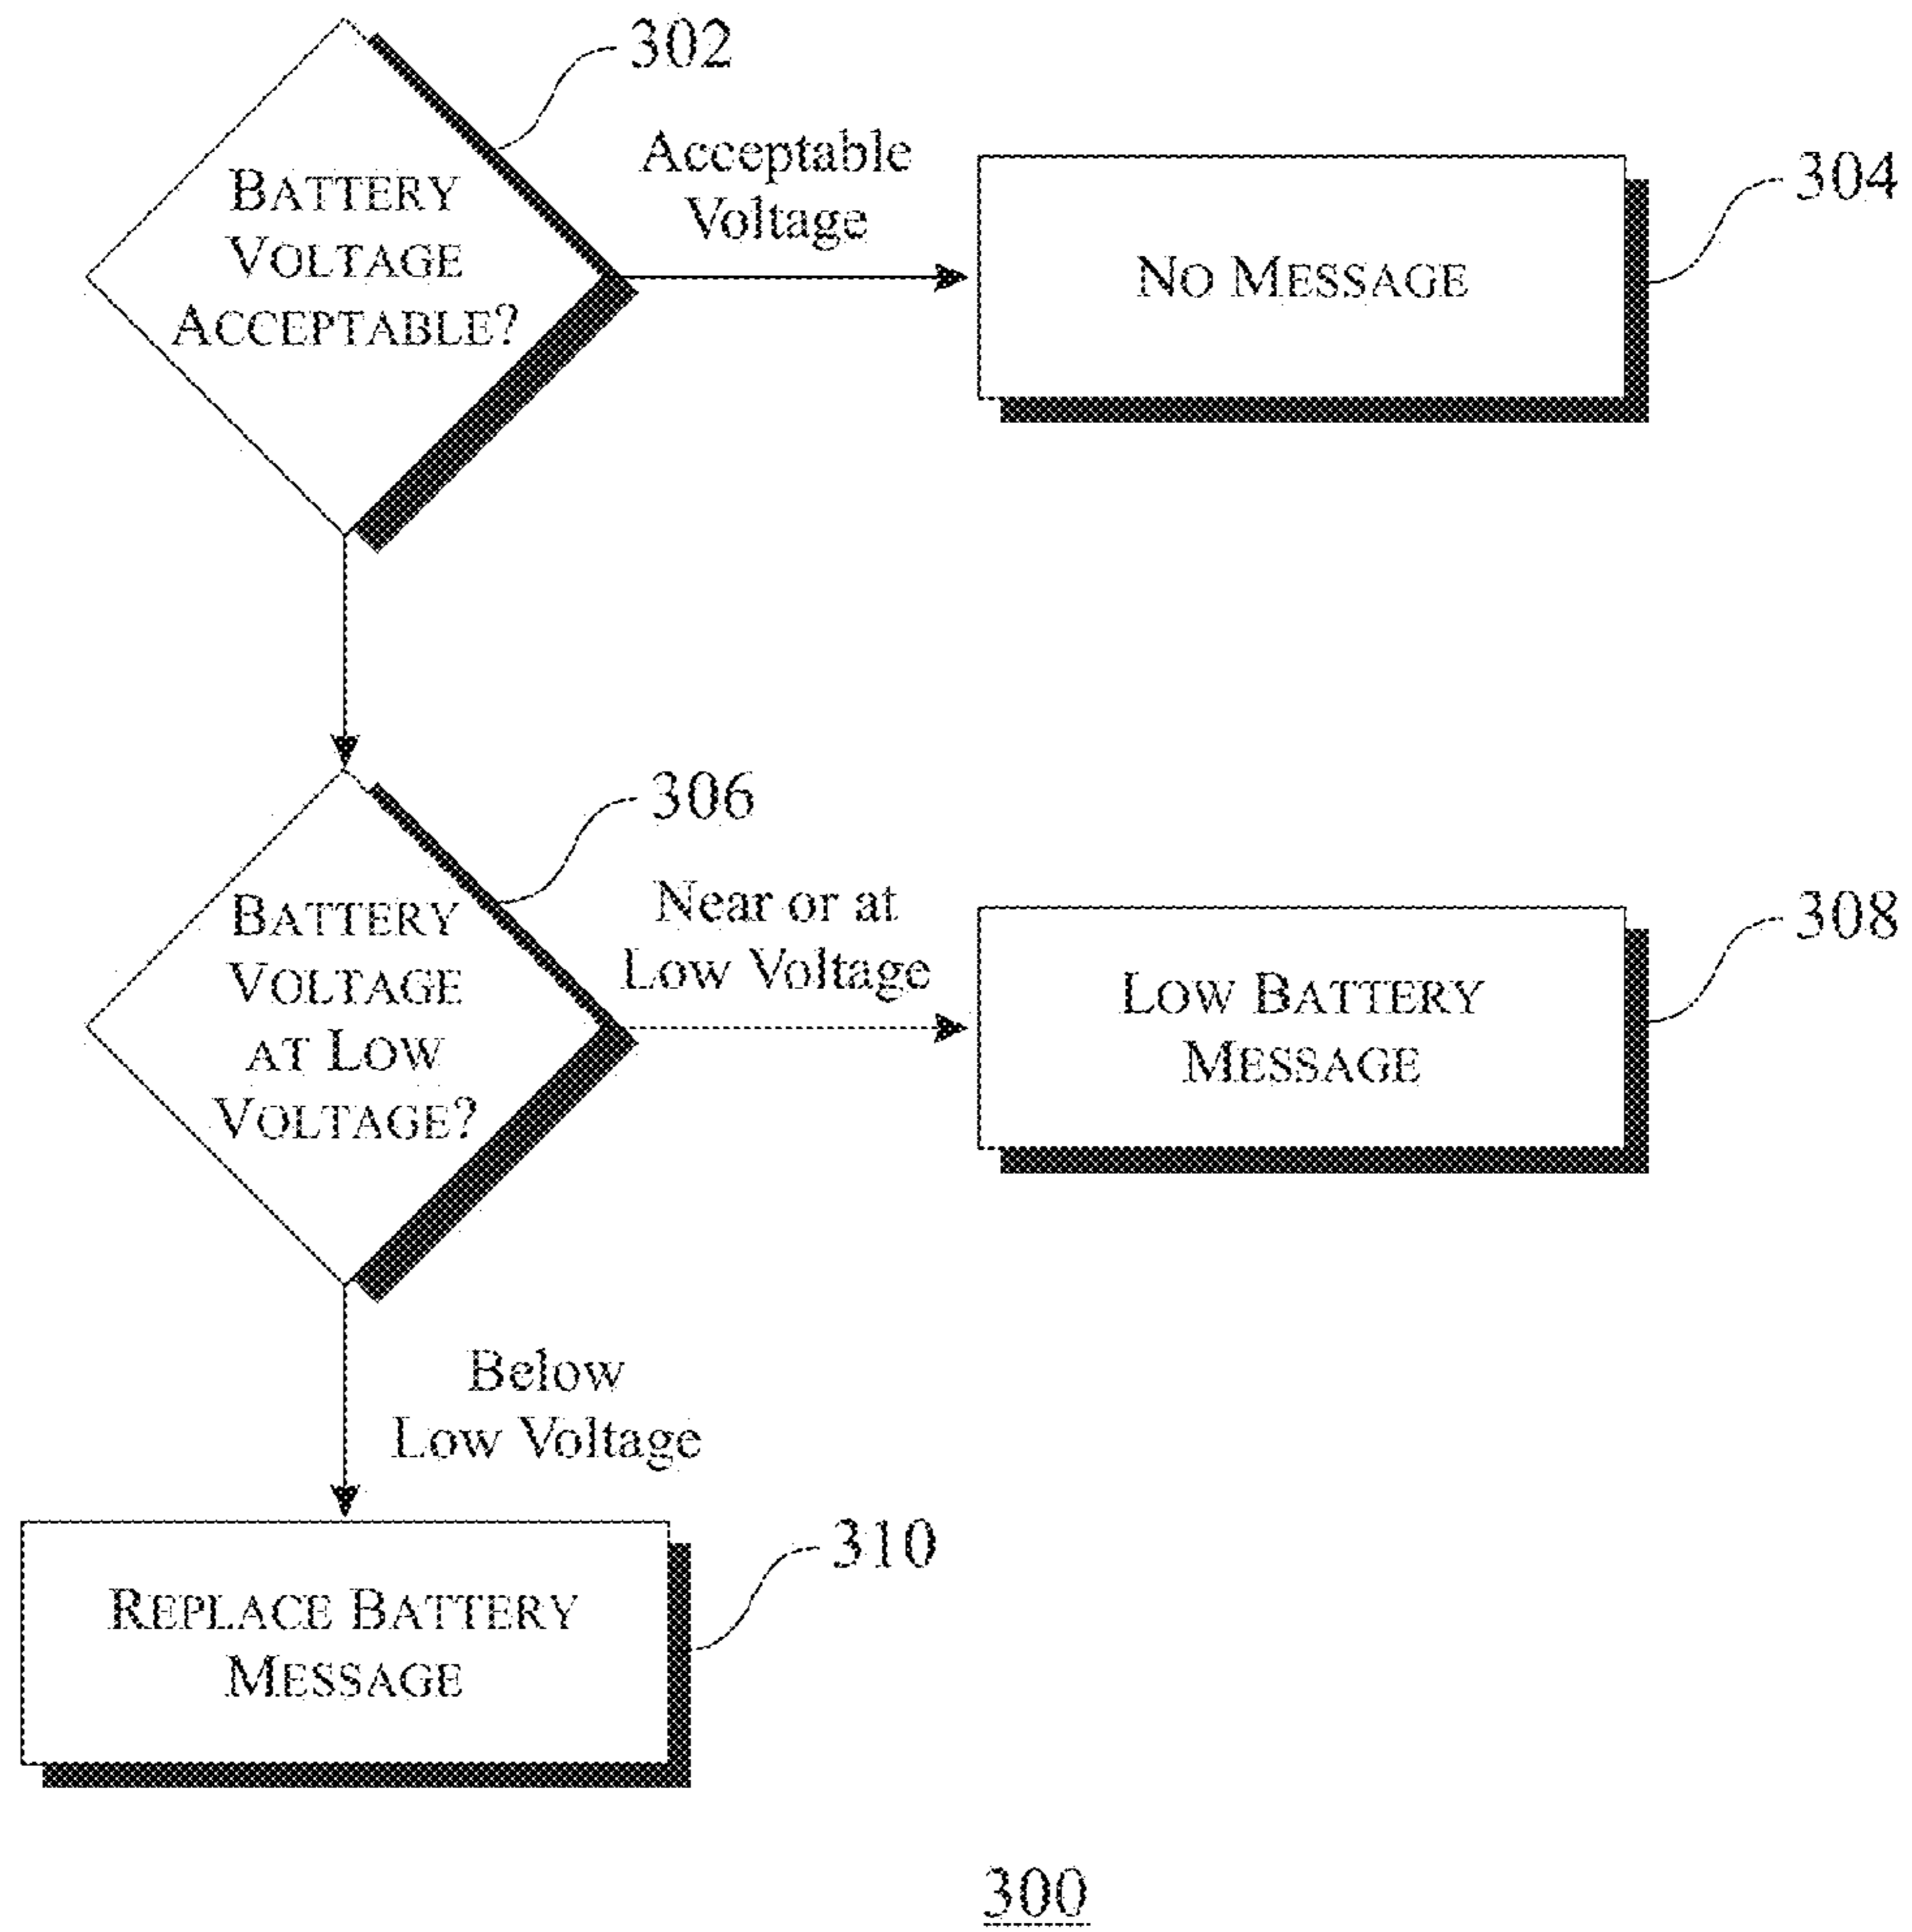 302
BATTERY
VOLTAGE
ACCEPTABLE?
Acceptable
Voltage
304
NO MESSAGE
306
BATTERY
VOLTAGE
AT LOW
VOLTAGE?
Near or at
Low Voltage
308
LOW BATTERY
MESSAGE
Below
Low Voltage
310
REPLACE BATTERY
MESSAGE
300